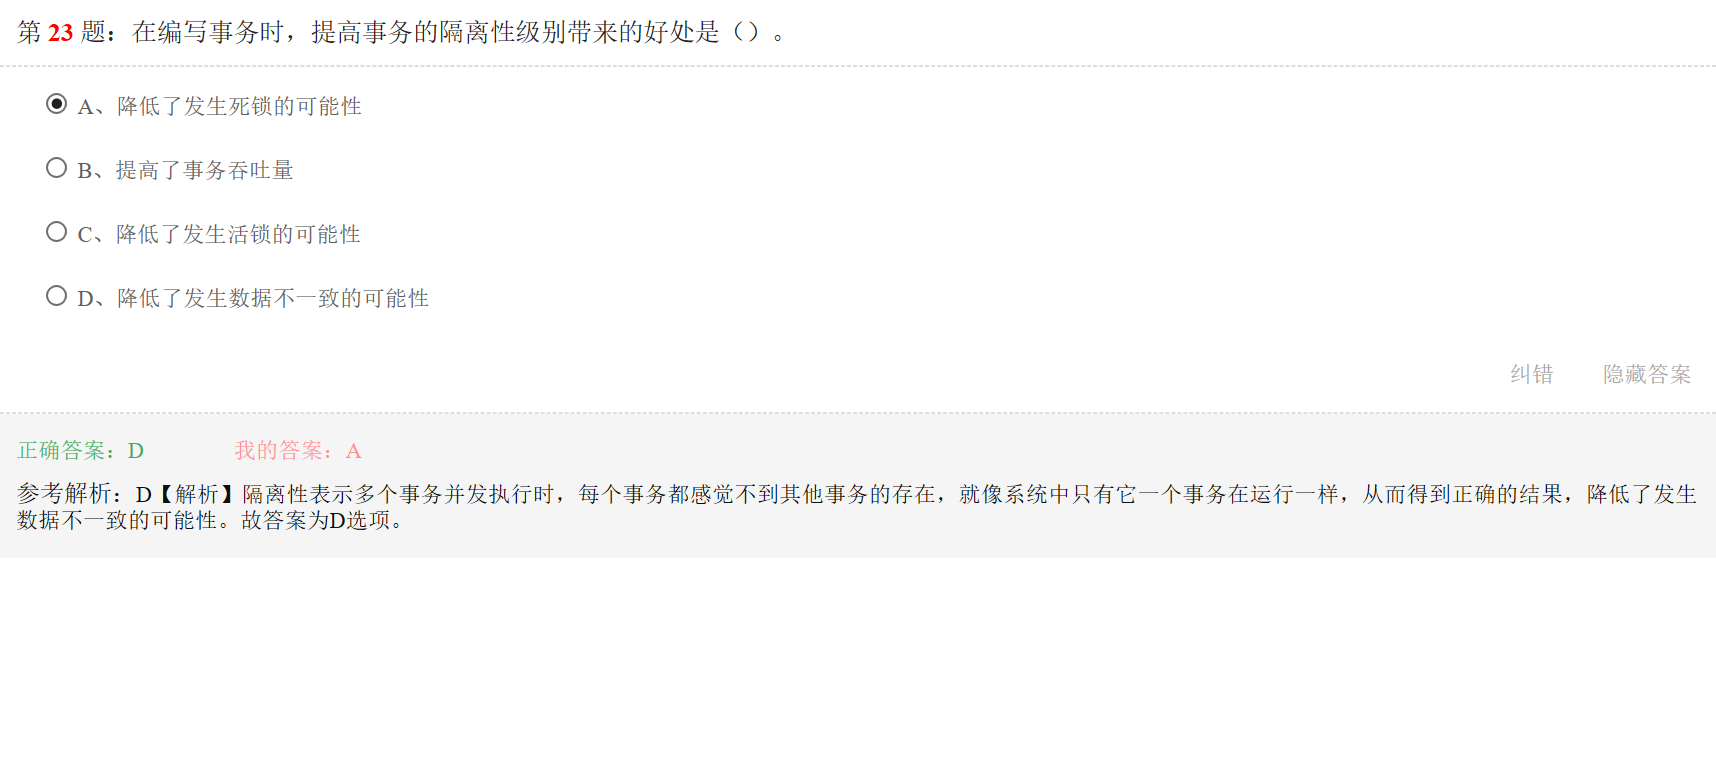 第 23 题：在编写事务时，提高事务的隔离性级别带来的好处是（）。
A、降低了发生死锁的可能性
B、提高了事务吞吐量
C、降低了发生活锁的可能性
D、降低了发生数据不一致的可能性
纠错 隐藏答案
正确答案：D 我的答案：A
参考解析：D【解析】隔离性表示多个事务并发执行时，每个事务都感觉不到其他事务的存在，就像系统中只有它一个事务在运行一样，从而得到正确的结果，降低了发生
数据不一致的可能性。故答案为D选项。